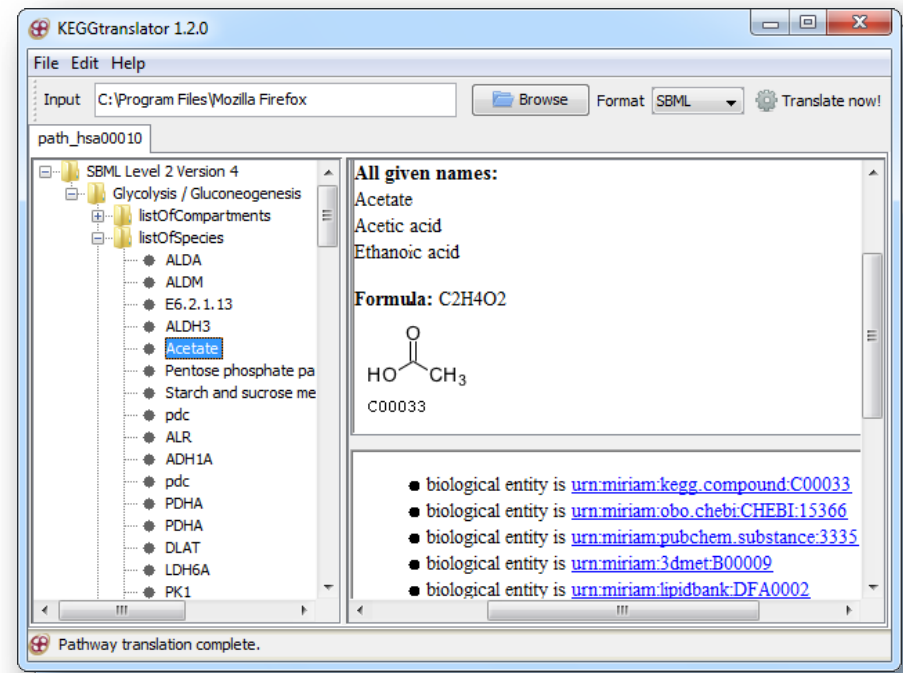 KEGGtranslator 1.2.0
File Edit Help
Input C:\Program Files\Mozilla Firefox Browse Format SBML Translate now!
path_hsa00010
SBML Level 2 Version 4
Glycolysis / Gluconeogenesis
listOfCompartments
listOfSpecies
ALDA
ALDM
E6.2.1.13
ALDH3
Acetate
Pentose phosphate pa
Starch and sucrose me
pdc
ALR
ADH1A
pdc
PDHA
PDHA
DLAT
LDH6A
PK1
All given names:
Acetate
Acetic acid
Ethanoic acid
Formula: C2H4O2
O
HO CH3
C00033
biological entity is urn:miriam:kegg.compound:C00033
biological entity is urn:miriam:obo.chebi:CHEBI:15366
biological entity is urn:miriam:pubchem.substance:3335
biological entity is urn:miriam:3dmet:B00009
biological entity is urn:miriam:lipidbank:DFA0002
Pathway translation complete.